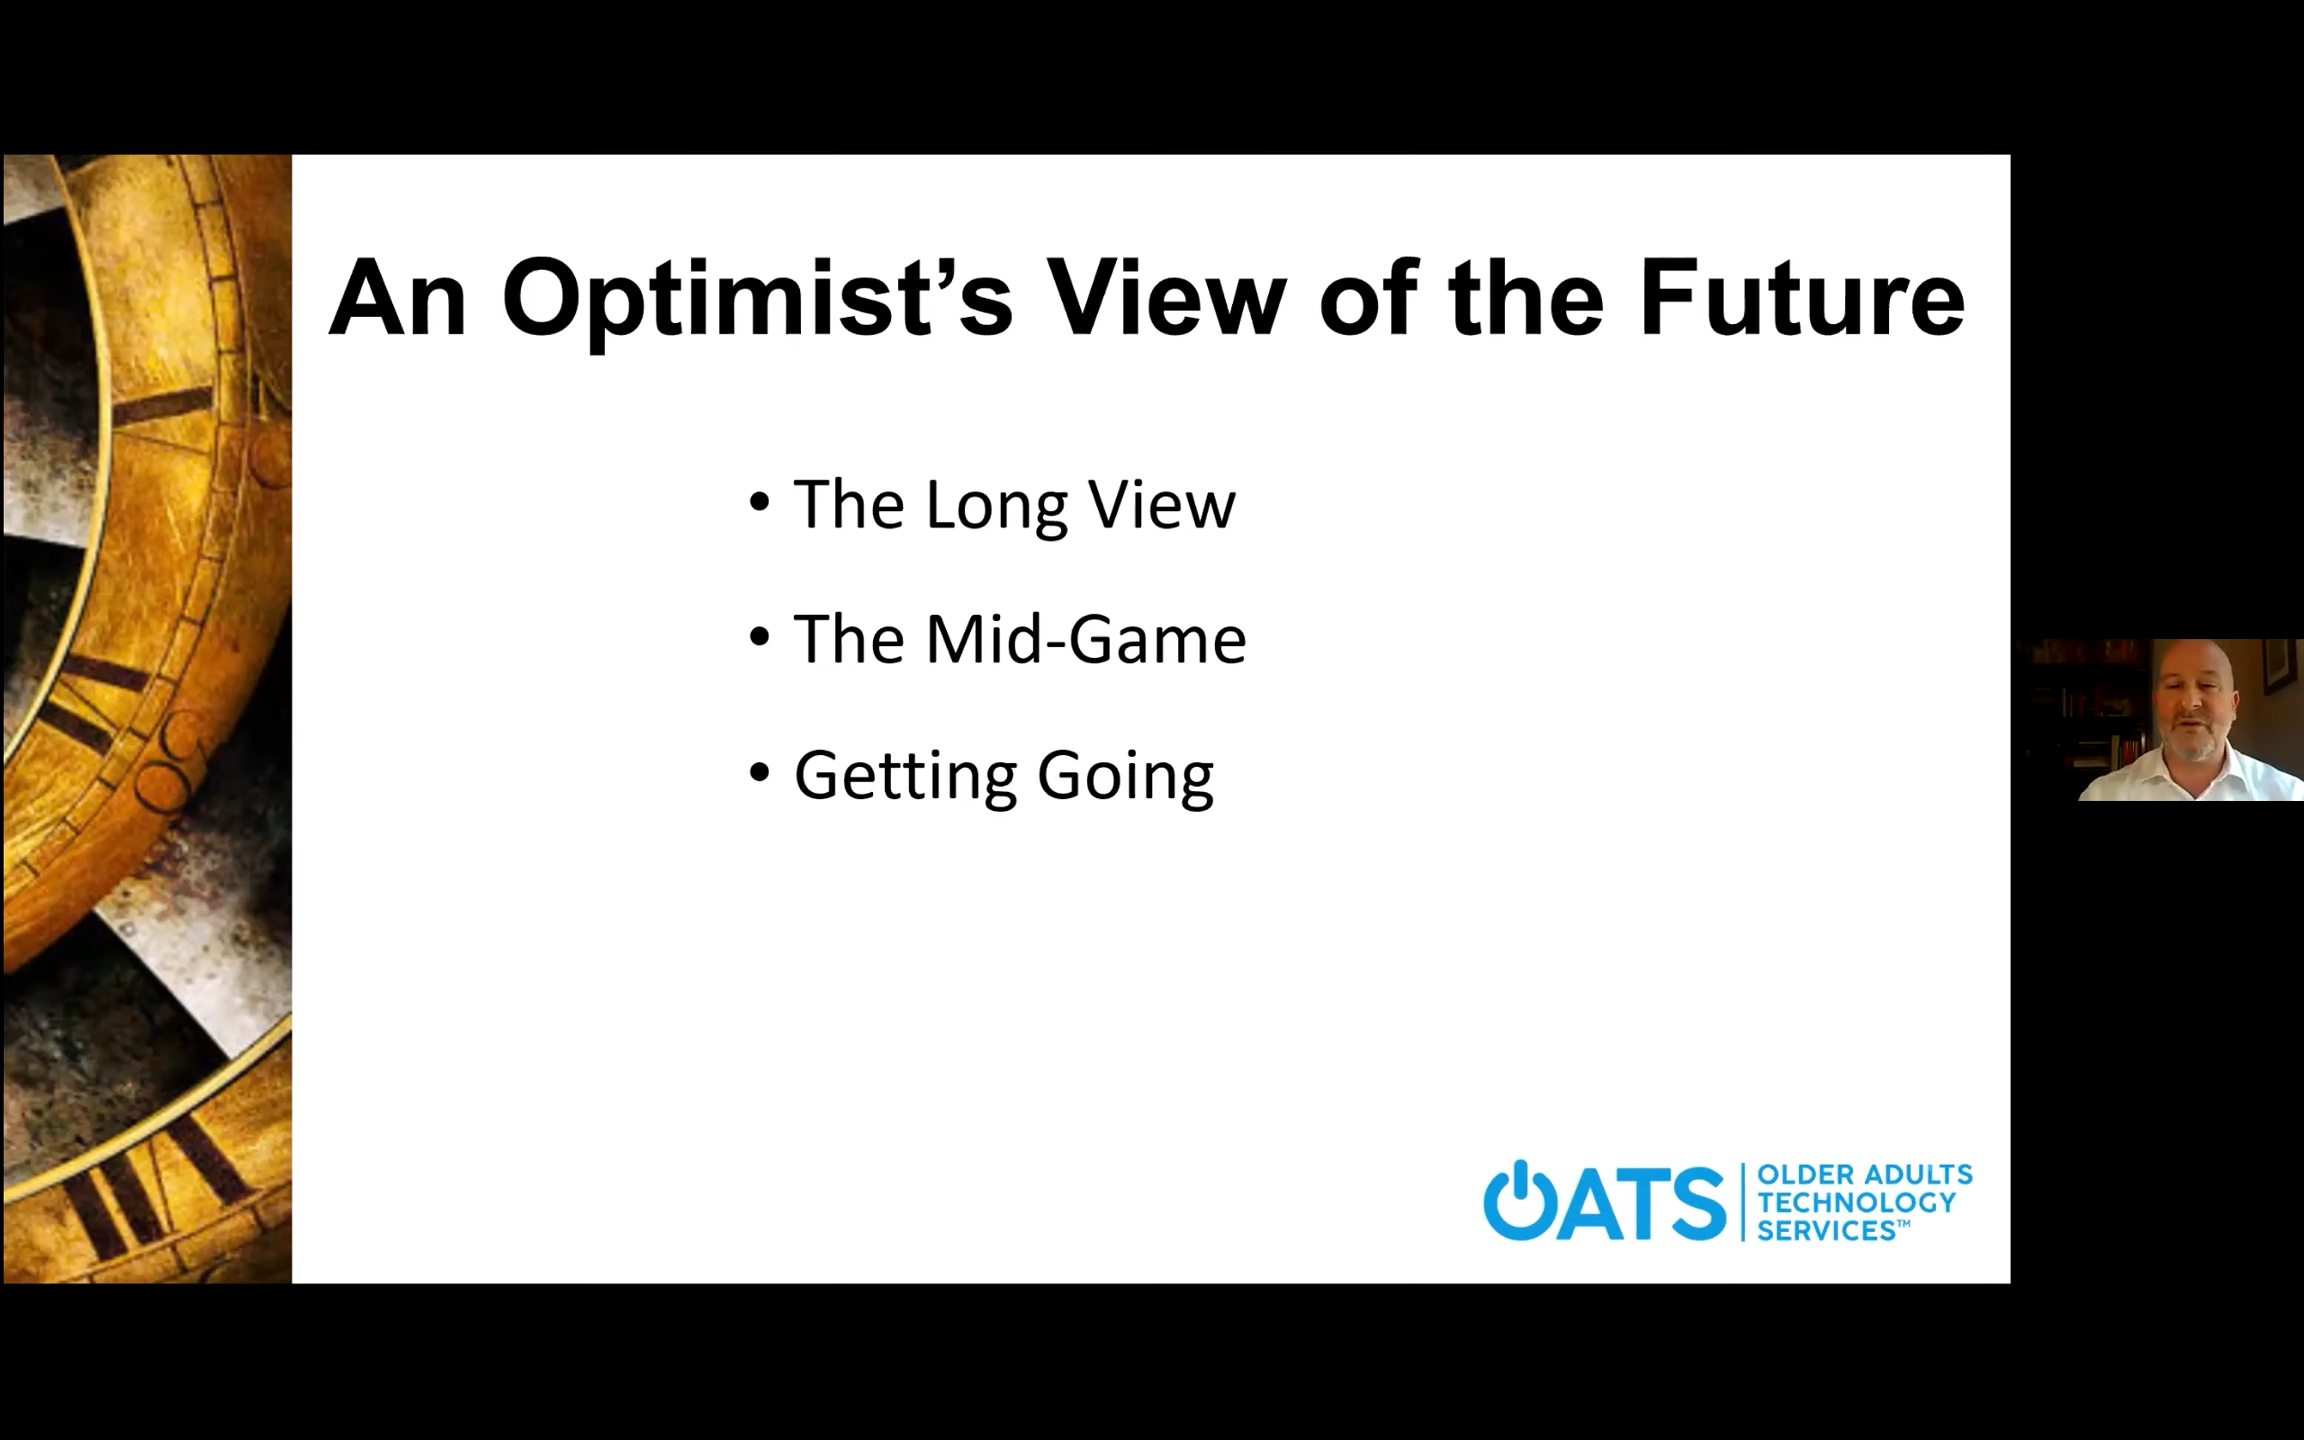 An Optimist’s View of the Future
• The Long View
• The Mid-Game
• Getting Going
OATS
OLDER ADULTS
TECHNOLOGY
SERVICES™
30